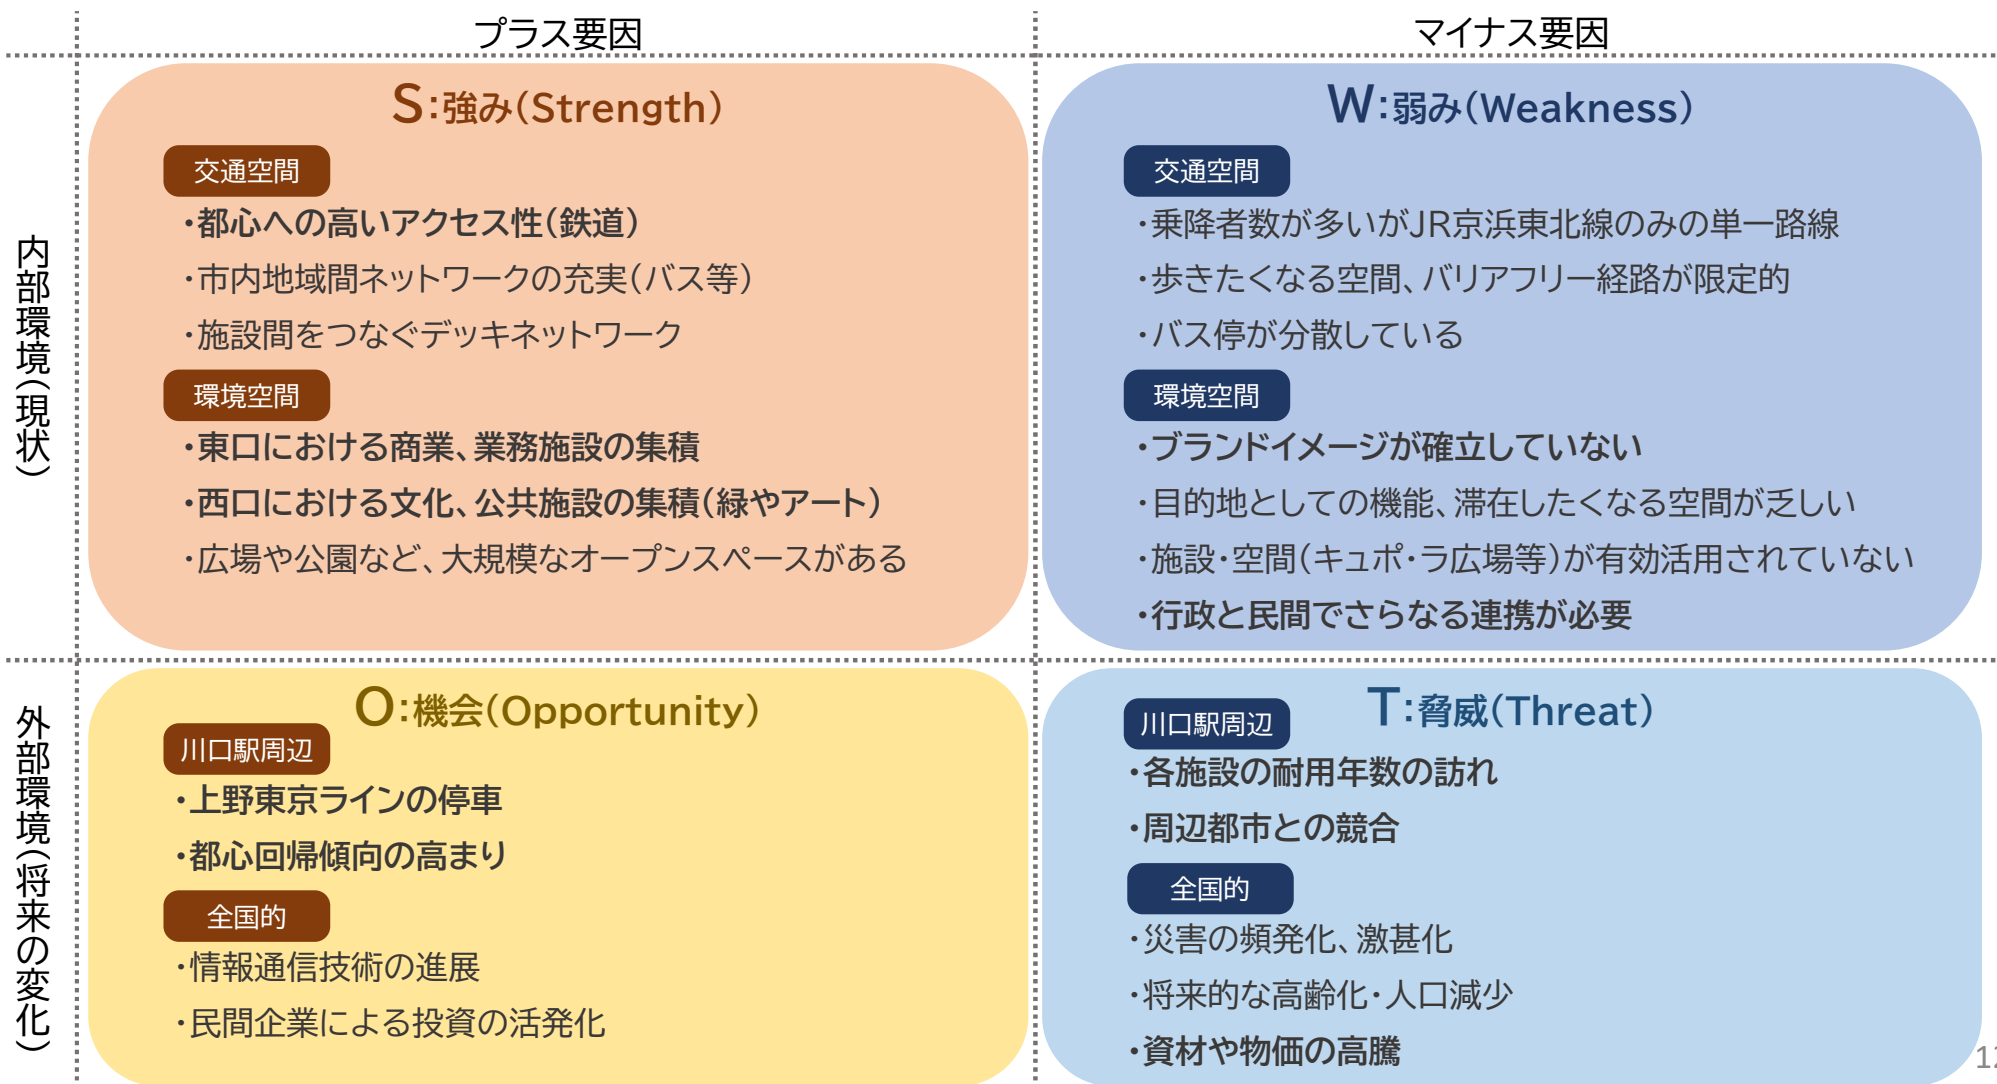 プラス要因
マイナス要因
内部環境(現状)
S:強み(Strength)
交通空間
・都心への高いアクセス性(鉄道)
・市内地域間ネットワークの充実(バス等)
・施設間をつなぐデッキネットワーク
環境空間
・東口における商業、業務施設の集積
・西口における文化、公共施設の集積(緑やアート)
・広場や公園など、大規模なオープンスペースがある
W:弱み(Weakness)
交通空間
・乗降者数が多いがJR京浜東北線のみの単一路線
・歩きたくなる空間、バリアフリー経路が限定的
・バス停が分散している
環境空間
・ブランドイメージが確立していない
・目的地としての機能、滞在したくなる空間が乏しい
・施設・空間(キュポ・ラ広場等)が有効活用されていない
・行政と民間でさらなる連携が必要
外部環境(将来の変化)
O:機会(Opportunity)
川口駅周辺
・上野東京ラインの停車
・都心回帰傾向の高まり
全国的
・情報通信技術の進展
・民間企業による投資の活発化
T:脅威(Threat)
川口駅周辺
・各施設の耐用年数の訪れ
・周辺都市との競合
全国的
・災害の頻発化、激甚化
・将来的な高齢化・人口減少
・資材や物価の高騰